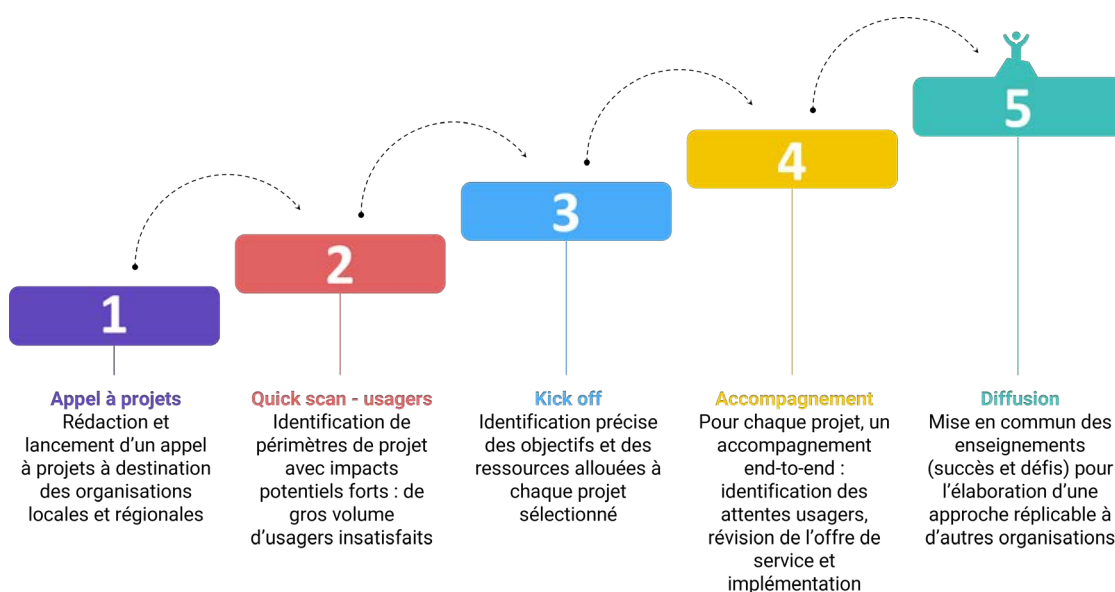 1
Appel à projets
Rédaction et
lancement d’un appel
à projets à destination
des organisations
locales et régionales
2
Quick scan - usagers
Identification de
périmètres de projet
avec impacts
potentiels forts : de
gros volume
d’usagers insatisfaits
3
Kick off
Identification précise
des objectifs et des
ressources allouées à
chaque projet
sélectionné
4
Accompagnement
Pour chaque projet, un
accompagnement
end-to-end :
identification des
attentes usagers,
révision de l’offre de
service et
implémentation
5
Diffusion
Mise en commun des
enseignements
(succès et défis) pour
l’élaboration d’une
approche réplicable à
d’autres organisations